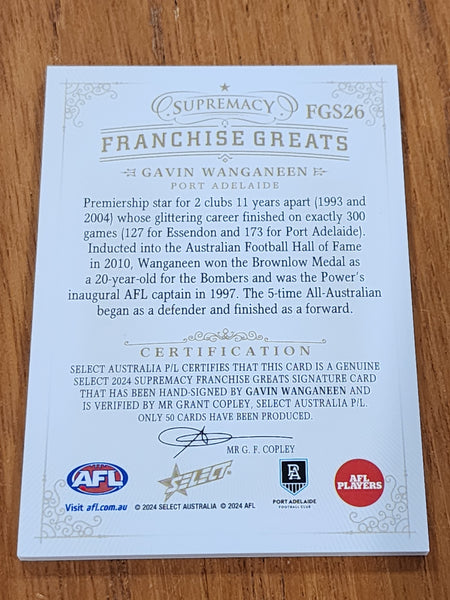 SUPREMACY
FGS26
FRANCHISE GREATS
GAVIN WANGANEEN
PORT ADELAIDE
Premiership star for 2 clubs 11 years apart (1993 and
2004) whose glittering career finished on exactly 300
games (127 for Essendon and 173 for Port Adelaide).
Inducted into the Australian Football Hall of Fame
in 2010, Wanganeen won the Brownlow Medal as
a 20-year-old for the Bombers and was the Power's
inaugural AFL captain in 1997. The 5-time All-Australian
began as a defender and finished as a forward.
CERTIFICATION
SELECT AUSTRALIA P/L CERTIFIES THAT THIS CARD IS A GENUINE
SELECT 2024 SUPREMACY FRANCHISE GREATS SIGNATURE CARD
THAT HAS BEEN HAND-SIGNED BY GAVIN WANGANEEN AND
IS VERIFIED BY MR GRANT COPLEY, SELECT AUSTRALIA P/L.
ONLY 50 CARDS HAVE BEEN PRODUCED.
MR G. F. COPLEY
AFL
Visit afl.com.au
SELECT
© 2024 SELECT AUSTRALIA © 2024 AFL
PA
PORT ADELAIDE
FOOTBALL CLUB
AFL
PLAYERS